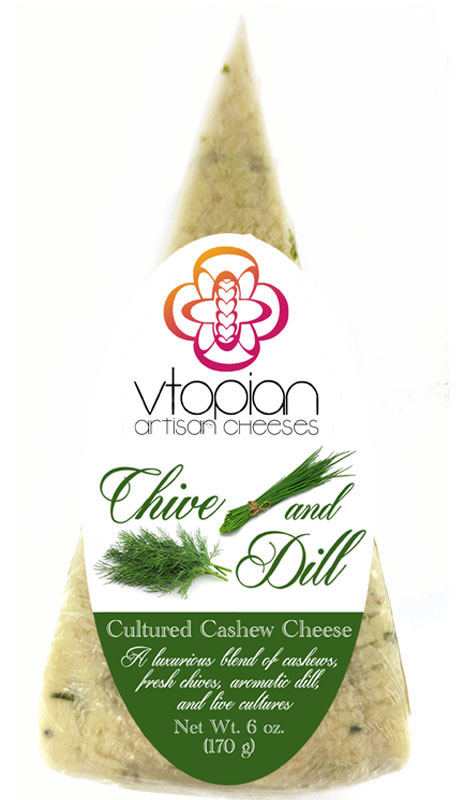 vtopian
artisan cheeses
Chive and
Dill
Cultured Cashew Cheese
A luxurious blend of cashews,
fresh chives, aromatic dill,
and live cultures
Net Wt. 6 oz.
(170 g)